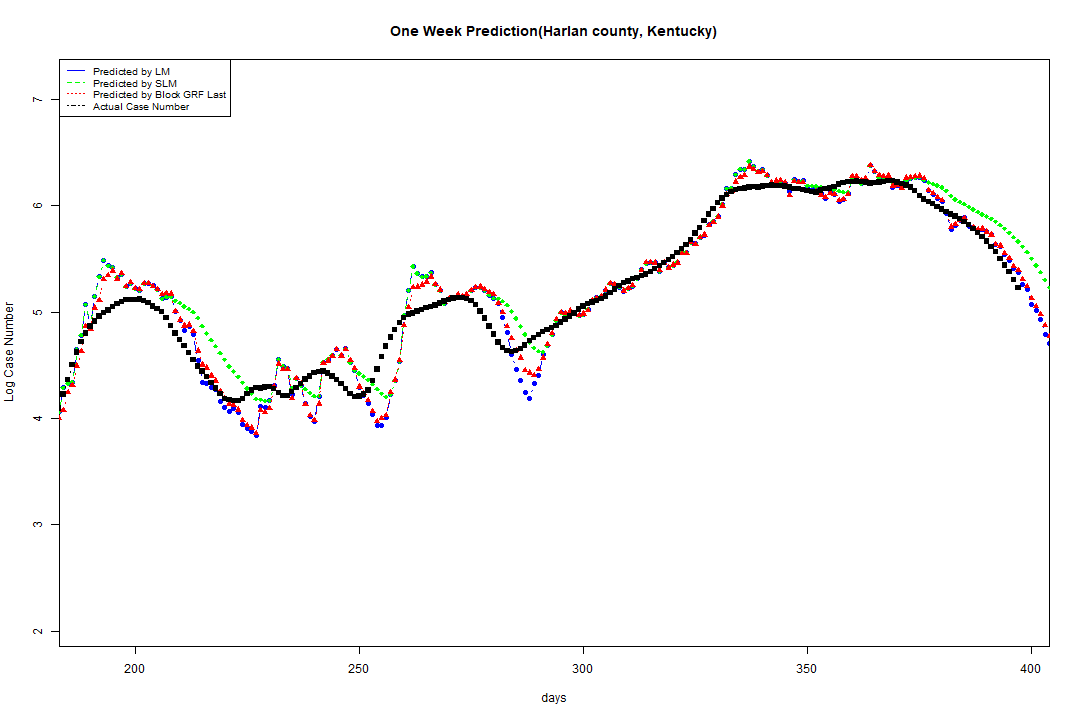 One Week Prediction(Harlan county, Kentucky)
Predicted by LM
Predicted by SLM
Predicted by Block GRF Last
Actual Case Number
7
6
5
4
3
2
Log Case Number
200
250
300
350
400
days